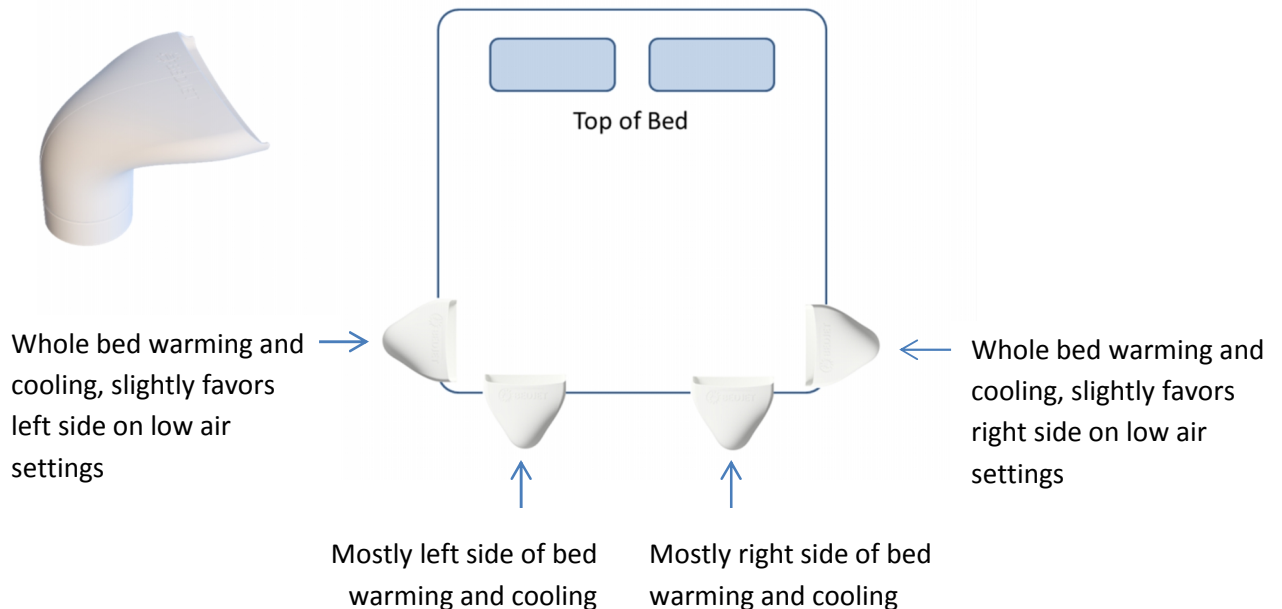 Top of Bed
Whole bed warming and
cooling, slightly favors
left side on low air
settings
Whole bed warming and
cooling, slightly favors
right side on low air
settings
Mostly left side of bed
warming and cooling
Mostly right side of bed
warming and cooling